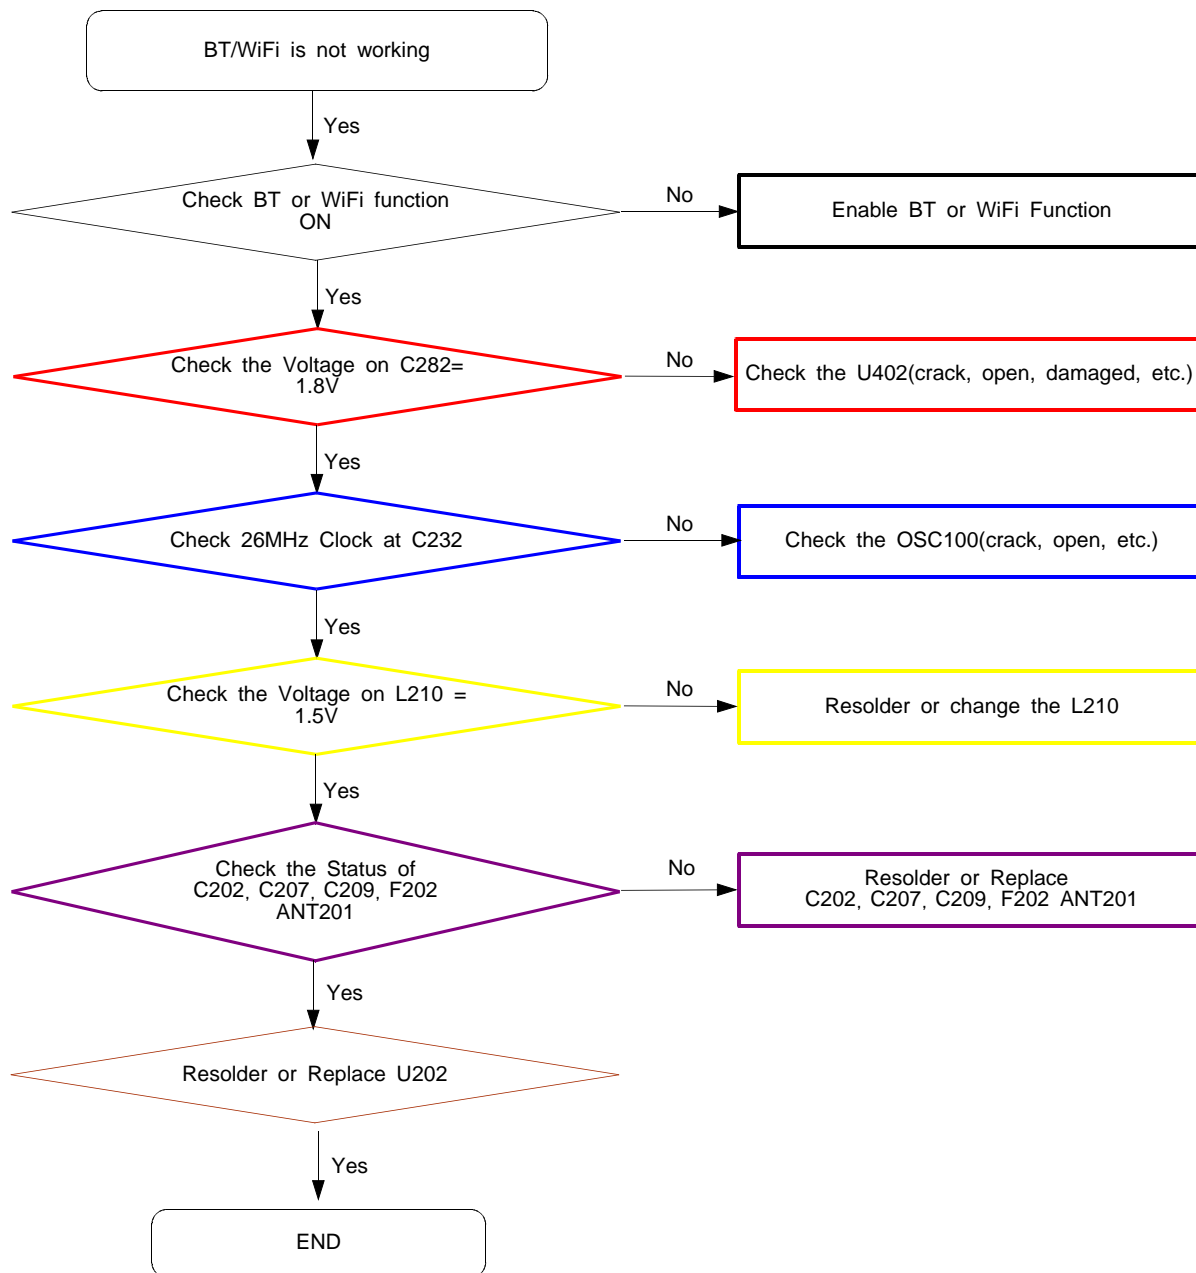 BT/WiFi is not working
Yes
Check BT or WiFi function
ON
No
Enable BT or WiFi Function
Yes
Check the Voltage on C282=
1.8V
No
Check the U402(crack, open, damaged, etc.)
Yes
Check 26MHz Clock at C232
No
Check the OSC100(crack, open, etc.)
Yes
Check the Voltage on L210 =
1.5V
No
Resolder or change the L210
Yes
Check the Status of
C202, C207, C209, F202
ANT201
No
Resolder or Replace
C202, C207, C209, F202 ANT201
Yes
Resolder or Replace U202
Yes
END